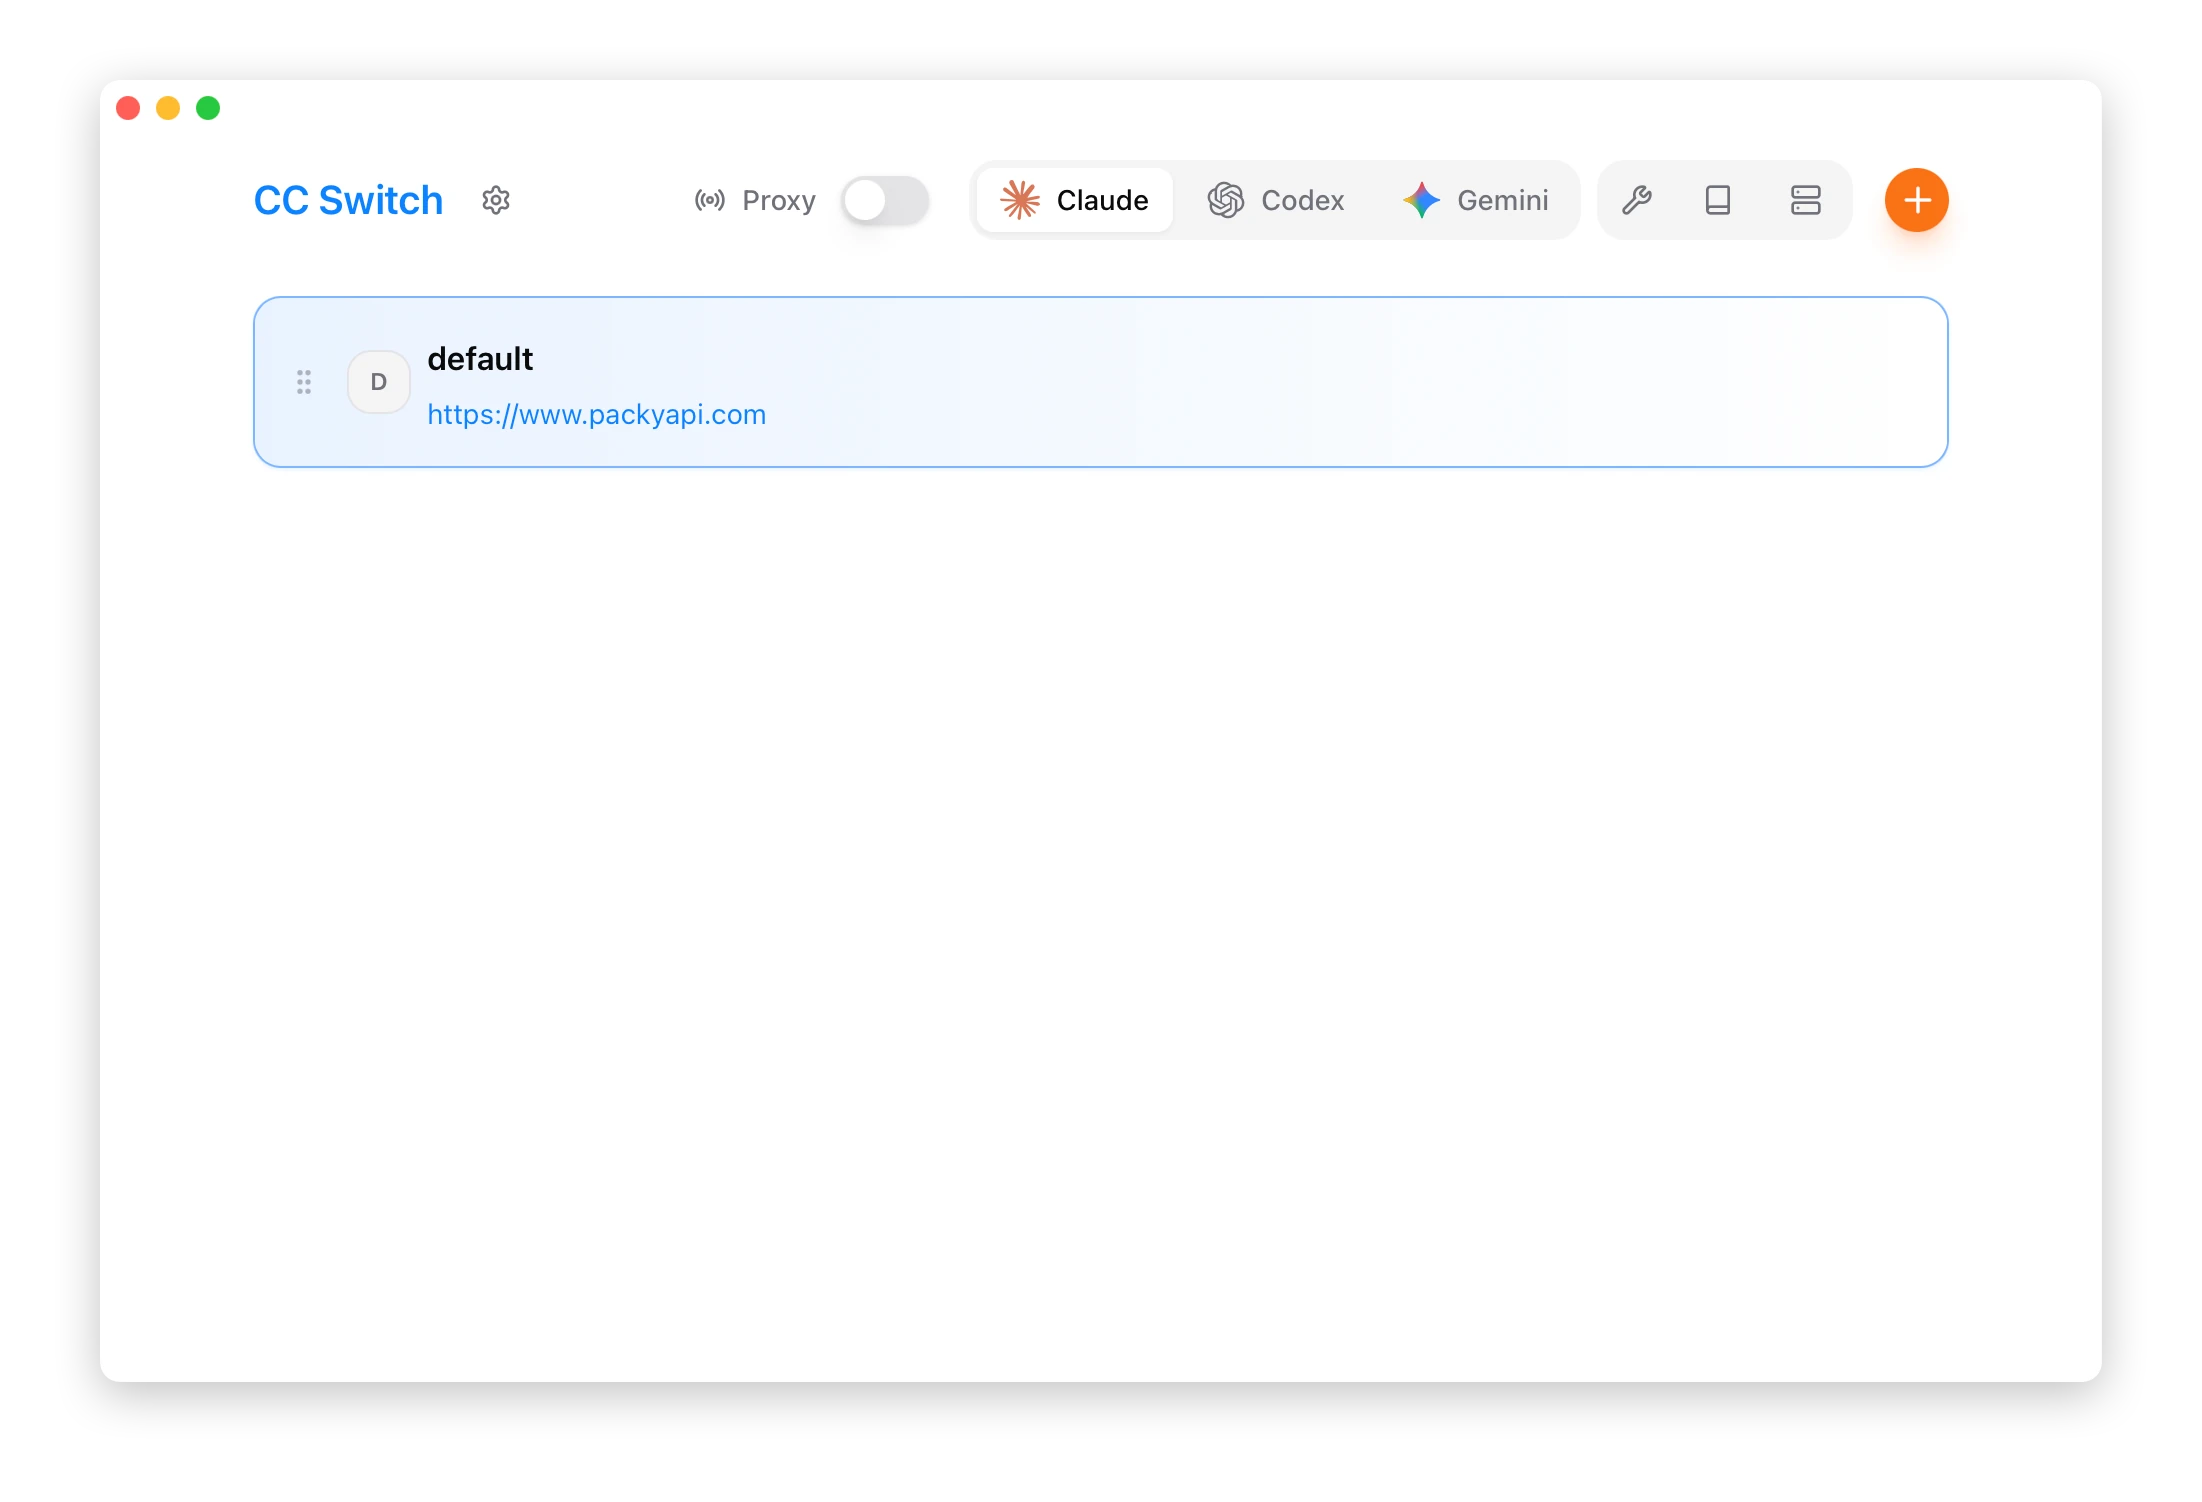 CC Switch
Proxy
Claude
Codex
Gemini
D
default
https://www.packyapi.com